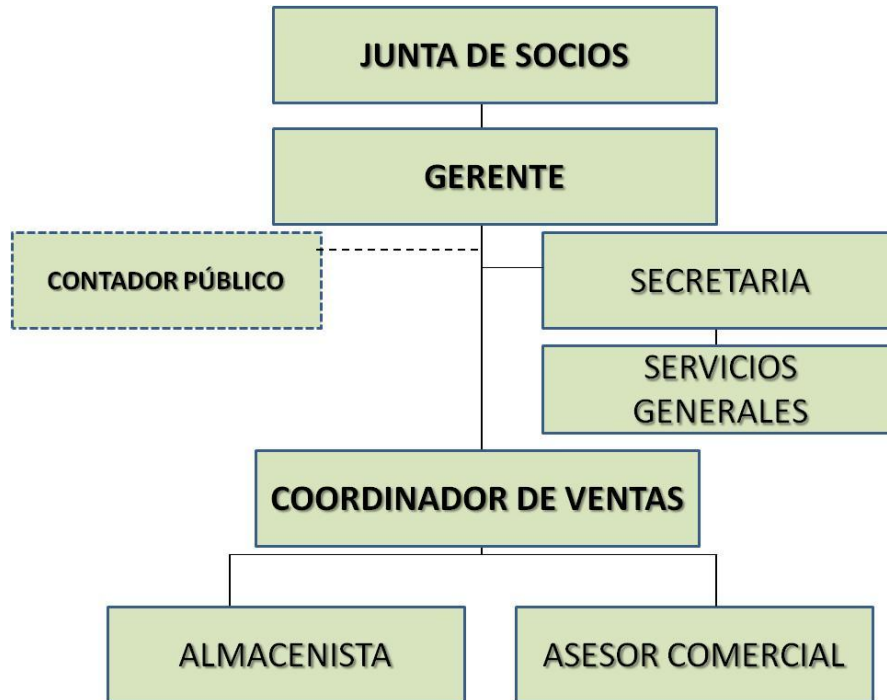 JUNTA DE SOCIOS
GERENTE
CONTADOR PÚBLICO
SECRETARIA
SERVICIOS
GENERALES
COORDINADOR DE VENTAS
ALMACENISTA
ASESOR COMERCIAL